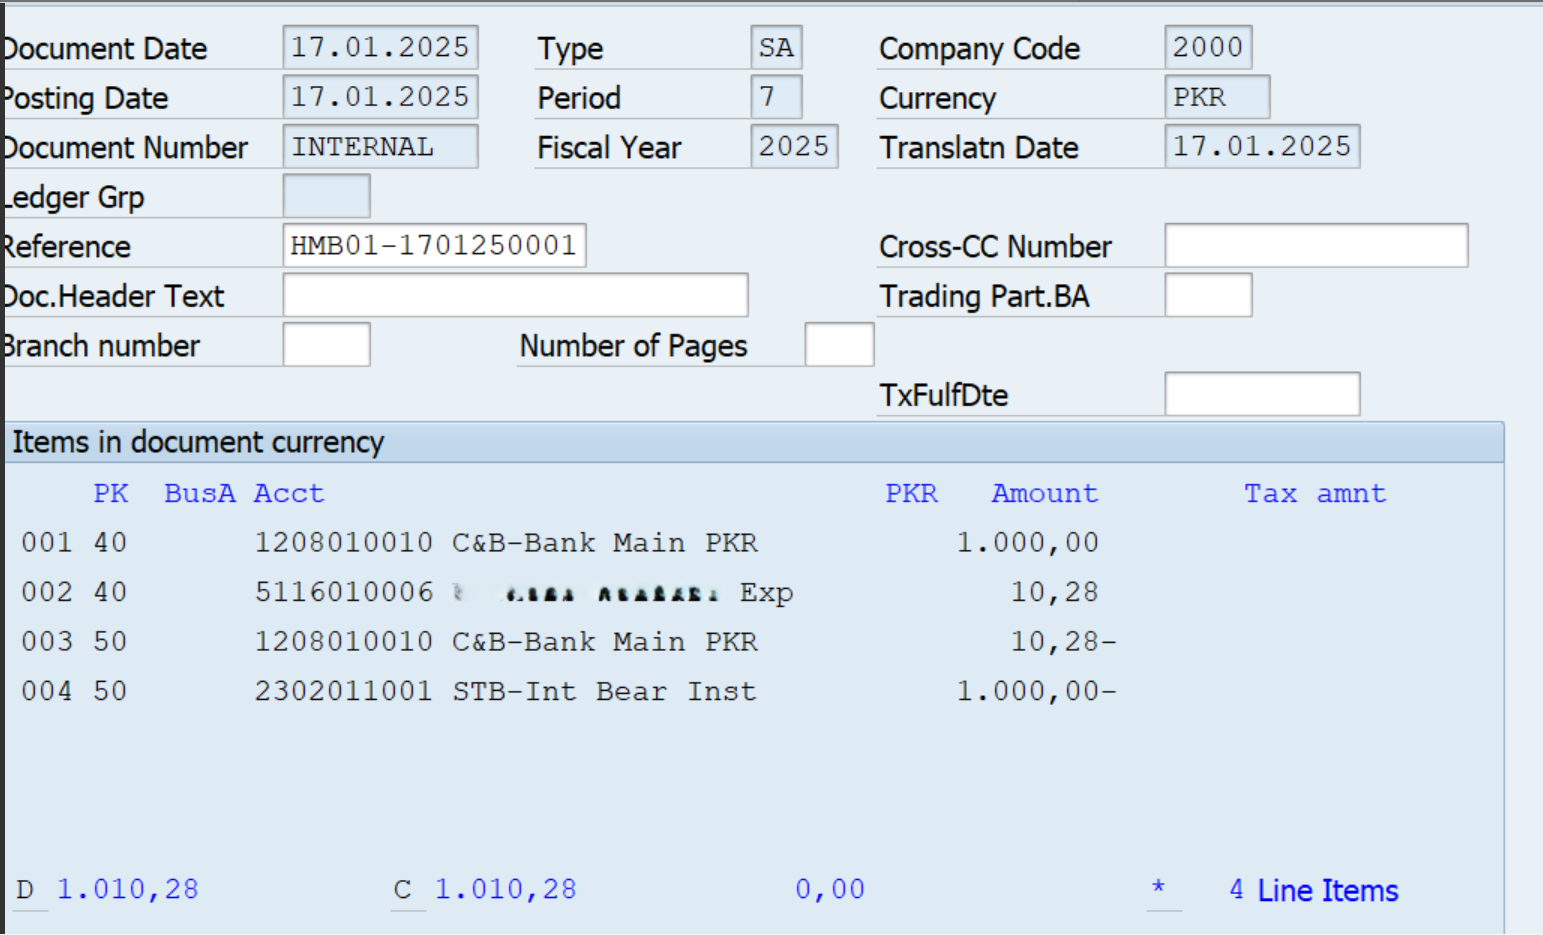 Document Date 17.01.2025 Type SA Company Code 2000
Posting Date 17.01.2025 Period 7 Currency PKR
Document Number INTERNAL Fiscal Year 2025 Translatn Date 17.01.2025
Ledger Grp
Reference HMB01-1701250001 Cross-CC Number
Doc.Header Text Trading Part.BA
Branch number Number of Pages
TxFulfDte
Items in document currency
PK BusA Acct PKR Amount Tax amnt
001 40 1208010010 C&B-Bank Main PKR 1.000,00
002 40 5116010006 Exp 10,28
003 50 1208010010 C&B-Bank Main PKR 10,28-
004 50 2302011001 STB-Int Bear Inst 1.000,00-
D 1.010,28 C 1.010,28 0,00 * 4 Line Items